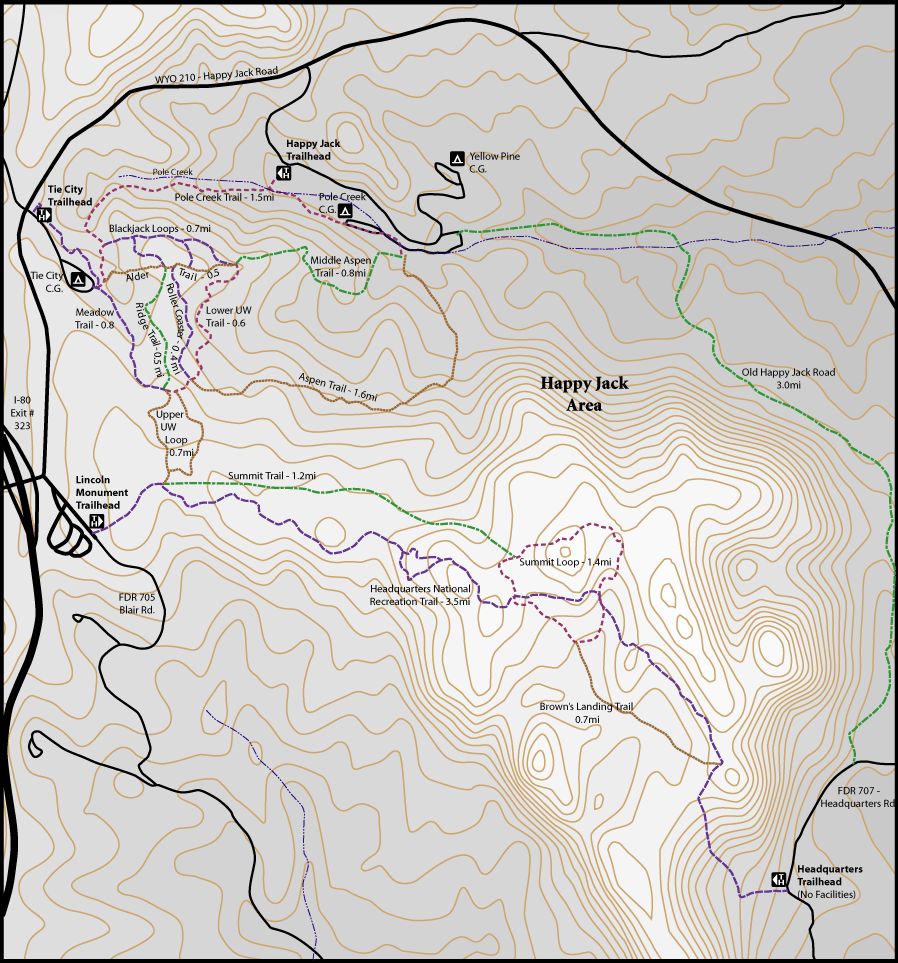 WYO 210 - Happy Jack Road
Happy Jack
Trailhead
Yellow Pine
C.G.
Pole Creek
Tie City
Trailhead
Pole Creek Trail - 1.5mi
Pole Creek
C.G.
Blackjack Loops - 0.7mi
Middle Aspen
Trail - 0.8mi
Tie City
C.G.
Alder
Trail - 0.5
Meadow
Trail - 0.8
Ridge Trail - 0.5 mi
Roller Coaster - 0.4 mi
Lower UW
Trail - 0.6
Old Happy Jack Road
3.0mi
Aspen Trail - 1.6mi
Happy Jack
Area
I-80
Exit #
323
Upper
UW
Loop
0.7mi
Summit Trail - 1.2mi
Lincoln
Monument
Trailhead
Summit Loop - 1.4mi
Headquarters National
Recreation Trail - 3.5mi
FDR 705
Blair Rd.
Brown's Landing Trail
0.7mi
FDR 707 -
Headquarters Rd
Headquarters
Trailhead
(No Facilities)